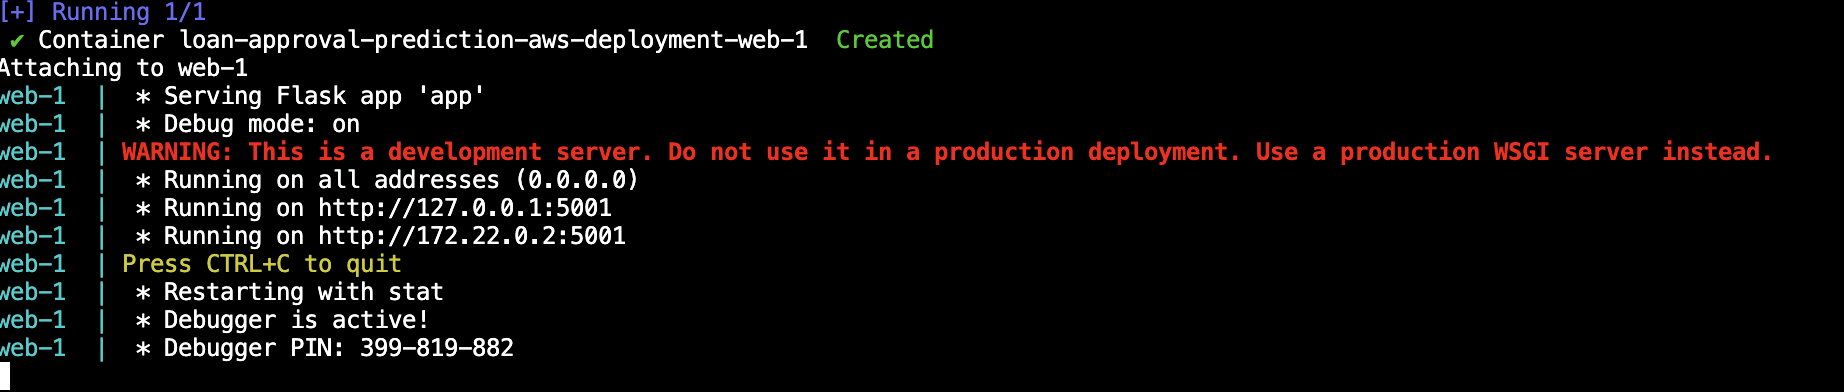 [+] Running 1/1
✔ Container loan-approval-prediction-aws-deployment-web-1  Created
Attaching to web-1
web-1  |  * Serving Flask app 'app'
web-1  |  * Debug mode: on
web-1  | WARNING: This is a development server. Do not use it in a production deployment. Use a production WSGI server instead.
web-1  |  * Running on all addresses (0.0.0.0)
web-1  |  * Running on http://127.0.0.1:5001
web-1  |  * Running on http://172.22.0.2:5001
web-1  | Press CTRL+C to quit
web-1  |  * Restarting with stat
web-1  |  * Debugger is active!
web-1  |  * Debugger PIN: 399-819-882